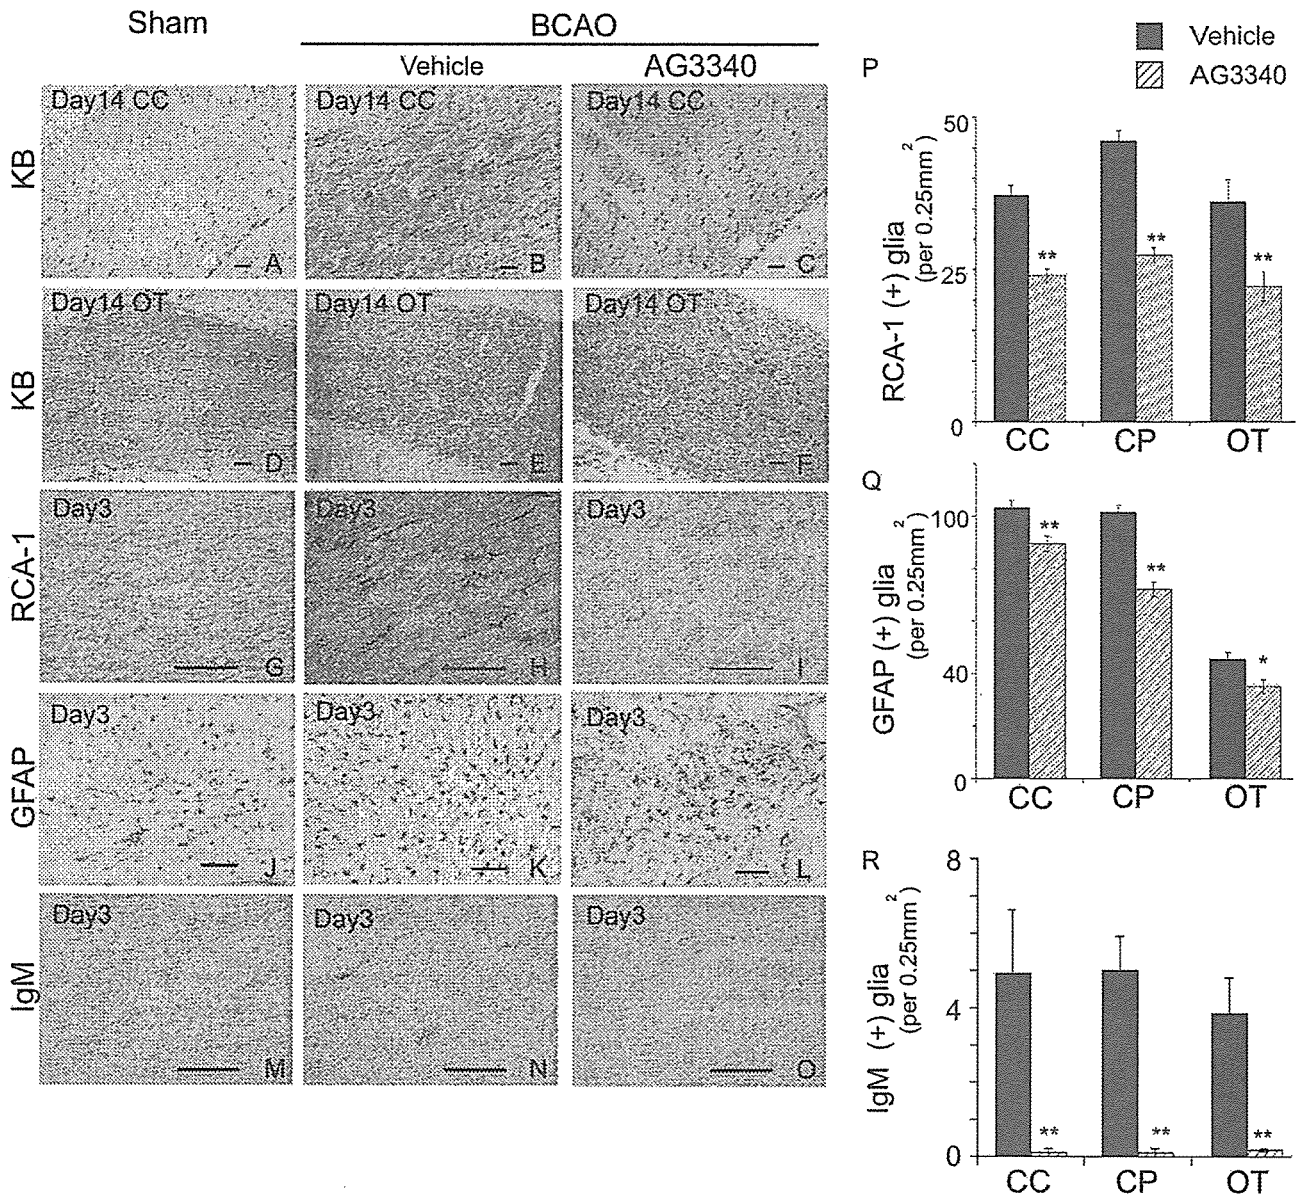 Sham
BCAO
Vehicle
AG3340
KB
Day14 CC
A
Day14 CC
B
Day14 CC
C
KB
Day14 OT
D
Day14 OT
E
Day14 OT
F
RCA-1
Day3
G
Day3
H
Day3
I
GFAP
Day3
J
Day3
K
Day3
L
IgM
Day3
M
Day3
N
Day3
O
Vehicle
AG3340
P
RCA-1 (+) glia
(per 0.25mm²)
50
25
0
**
**
**
CC CP OT
Q
GFAP (+) glia
(per 0.25mm²)
100
40
0
**
**
*
CC CP OT
R
IgM (+) glia
(per 0.25mm²)
8
4
0
**
**
**
CC CP OT